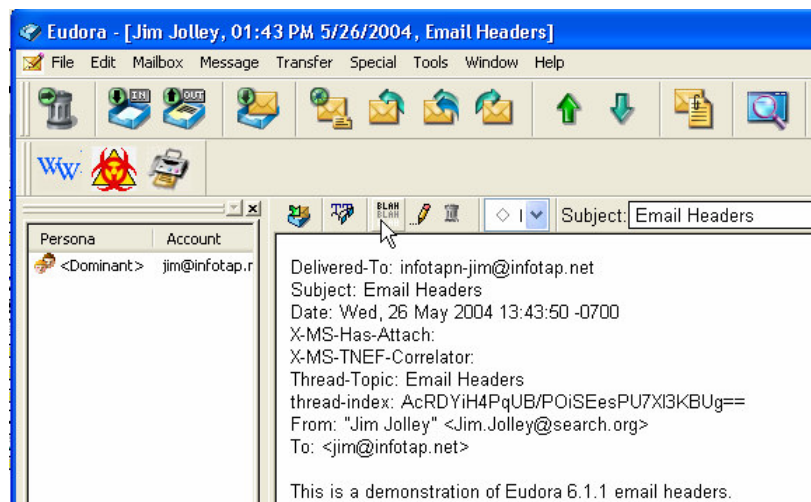 Eudora - [Jim Jolley, 01:43 PM 5/26/2004, Email Headers]
File Edit Mailbox Message Transfer Special Tools Window Help
IN OUT
WW
BLAH
BLAH
Subject: Email Headers
Persona Account
<Dominant> jim@infotap.r
Delivered-To: infotapn-jim@infotap.net
Subject: Email Headers
Date: Wed, 26 May 2004 13:43:50 -0700
X-MS-Has-Attach:
X-MS-TNEF-Correlator:
Thread-Topic: Email Headers
thread-index: AcRDYiH4PqUB/POiSEesPU7Xl3KBUg==
From: "Jim Jolley" <Jim.Jolley@search.org>
To: <jim@infotap.net>
This is a demonstration of Eudora 6.1.1 email headers.